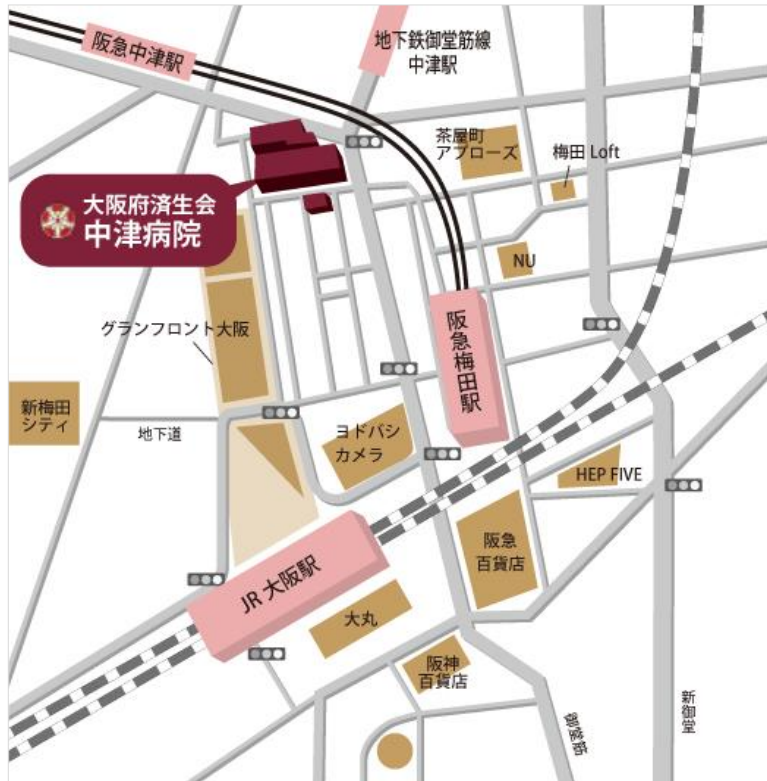 阪急中津駅
地下鉄御堂筋線
中津駅
茶屋町
アプローズ
梅田 Loft
大阪府済生会
中津病院
NU
グランフロント大阪
阪急梅田駅
新梅田
シティ
地下道
ヨドバシ
カメラ
HEP FIVE
阪急
百貨店
JR 大阪駅
大丸
阪神
百貨店
新御堂
御堂筋